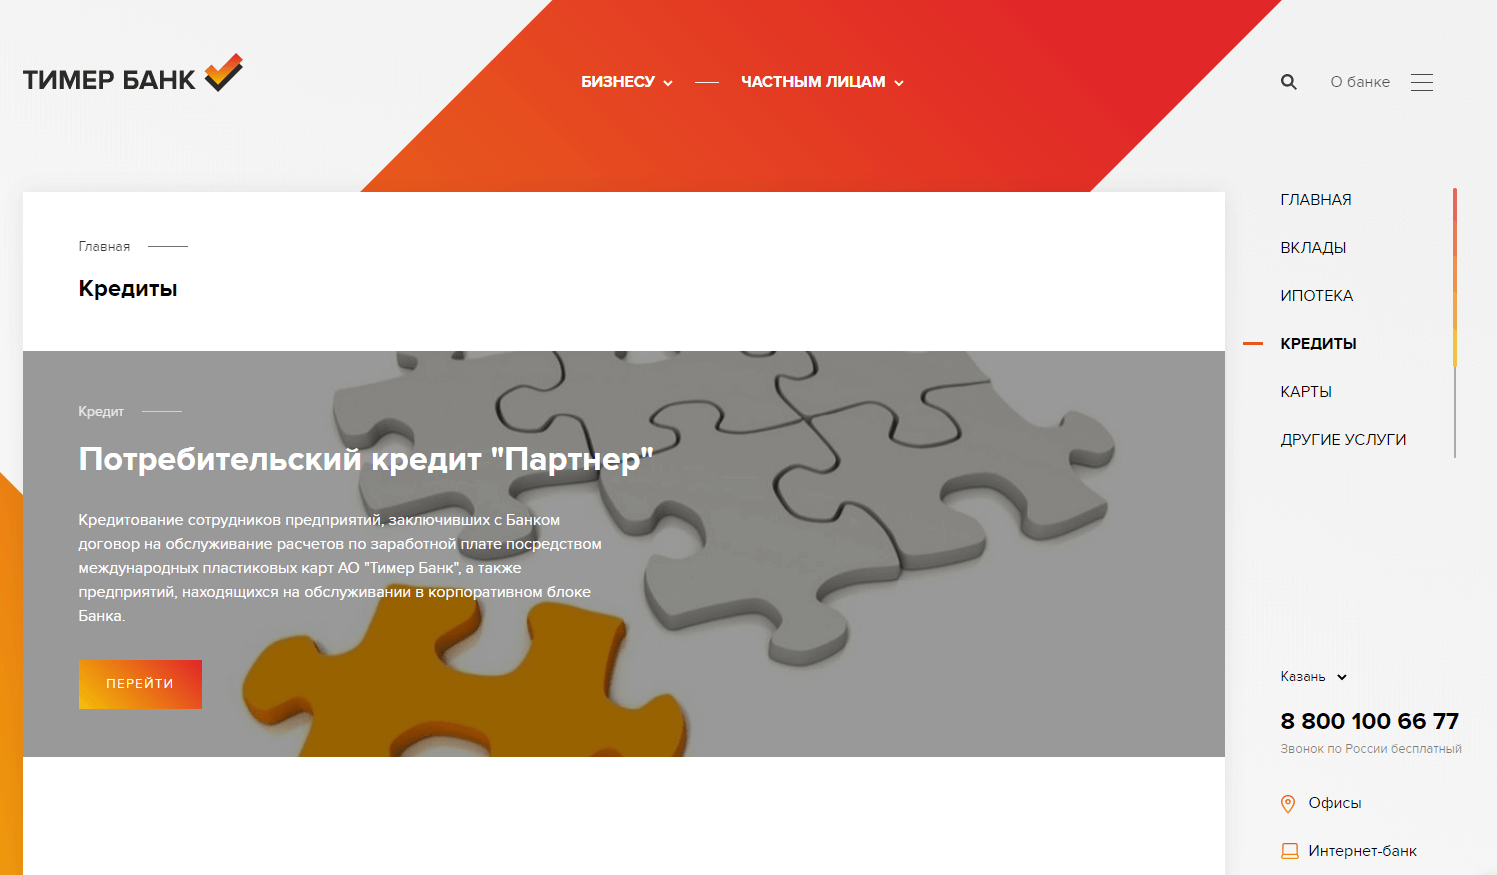 ТИМЕР БАНК
БИЗНЕСУ
ЧАСТНЫМ ЛИЦАМ
О банке
Главная
Кредиты
Кредит
Потребительский кредит "Партнер"
Кредитование сотрудников предприятий, заключивших с Банком
договор на обслуживание расчетов по заработной плате посредством
международных пластиковых карт АО "Тимер Банк", а также
предприятий, находящихся на обслуживании в корпоративном блоке
Банка.
ПЕРЕЙТИ
ГЛАВНАЯ
ВКЛАДЫ
ИПОТЕКА
КРЕДИТЫ
КАРТЫ
ДРУГИЕ УСЛУГИ
Казань
8 800 100 66 77
Звонок по России бесплатный
Офисы
Интернет-банк